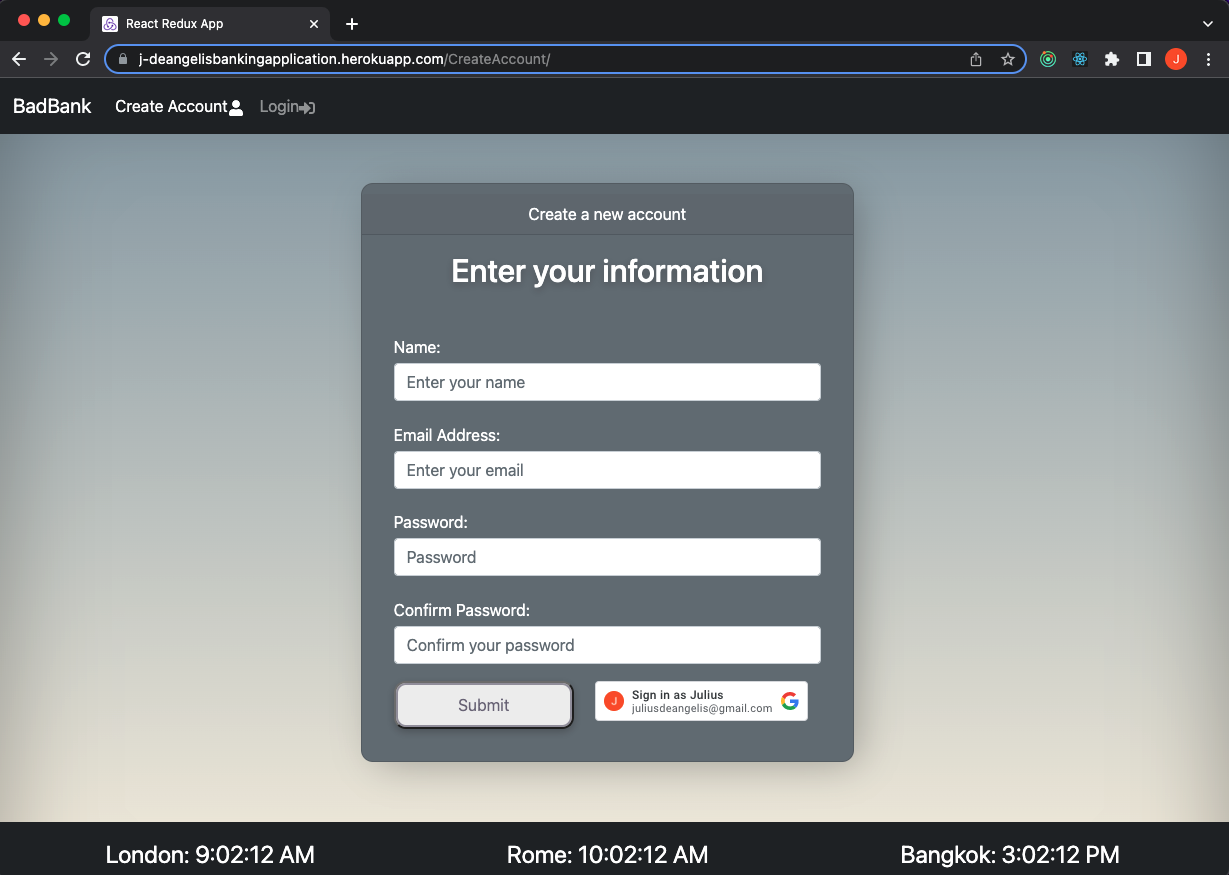 React Redux App
j-deangelisbankingapplication.herokuapp.com/CreateAccount/
J
BadBank Create Account Login
Create a new account
Enter your information
Name:
Enter your name
Email Address:
Enter your email
Password:
Password
Confirm Password:
Confirm your password
Submit
J
Sign in as Julius
juliusdeangelis@gmail.com
G
London: 9:02:12 AM Rome: 10:02:12 AM Bangkok: 3:02:12 PM